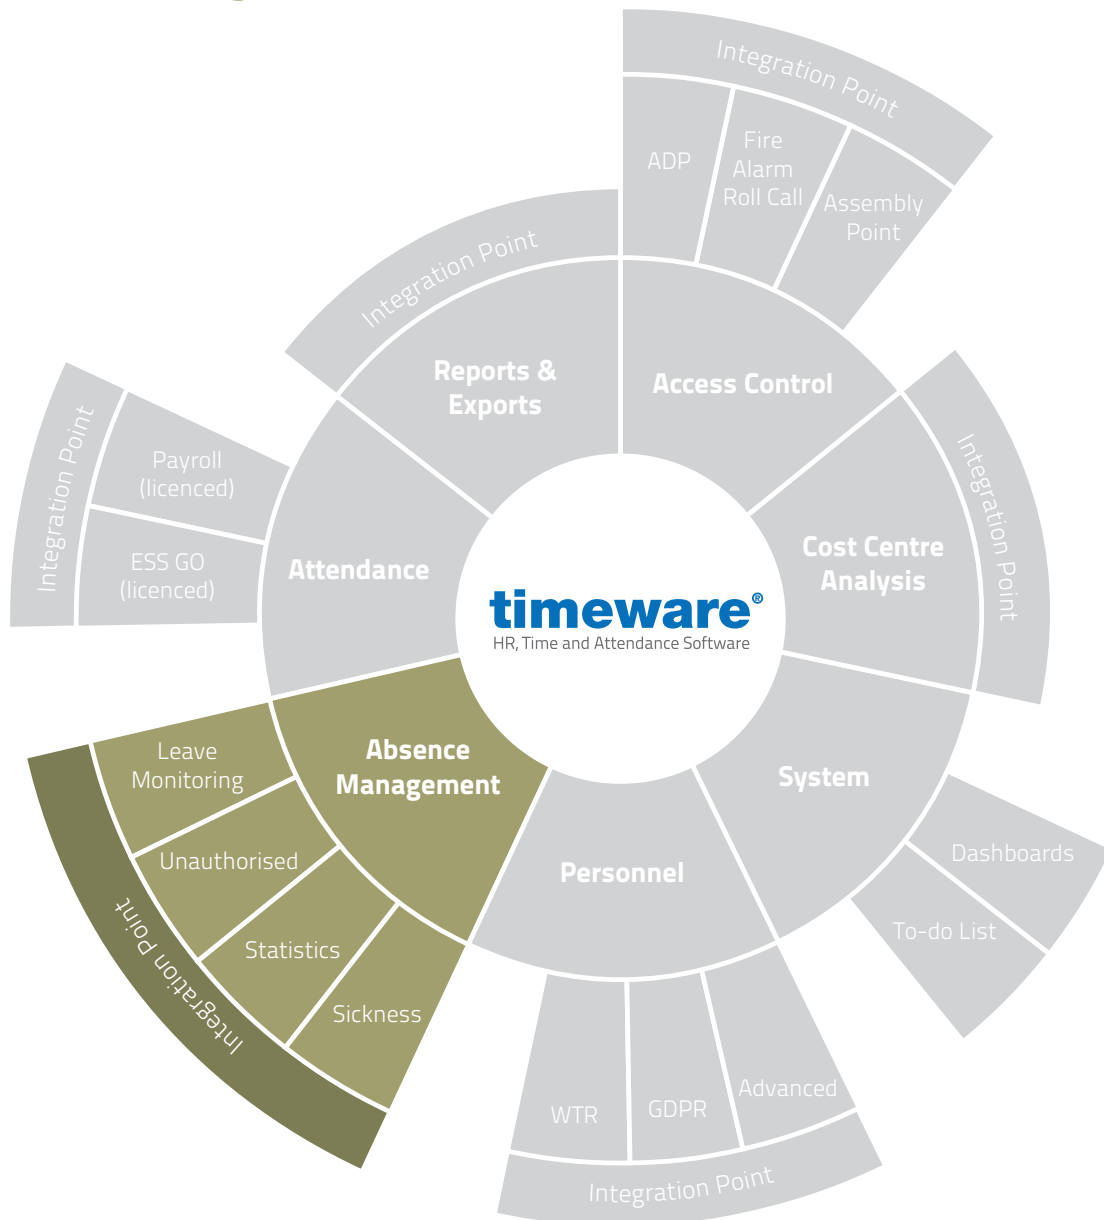 Integration Point
ADP
Fire
Alarm
Roll Call
Assembly
Point
Integration Point
Reports &
Exports
Access Control
Integration Point
Payroll
(licenced)
ESS GO
(licenced)
Attendance
Cost Centre
Analysis
Integration Point
timeware®
HR, Time and Attendance Software
Absence
Management
Leave
Monitoring
Unauthorised
Statistics
Sickness
Integration Point
System
Dashboards
To-do List
Personnel
WTR
GDPR
Advanced
Integration Point